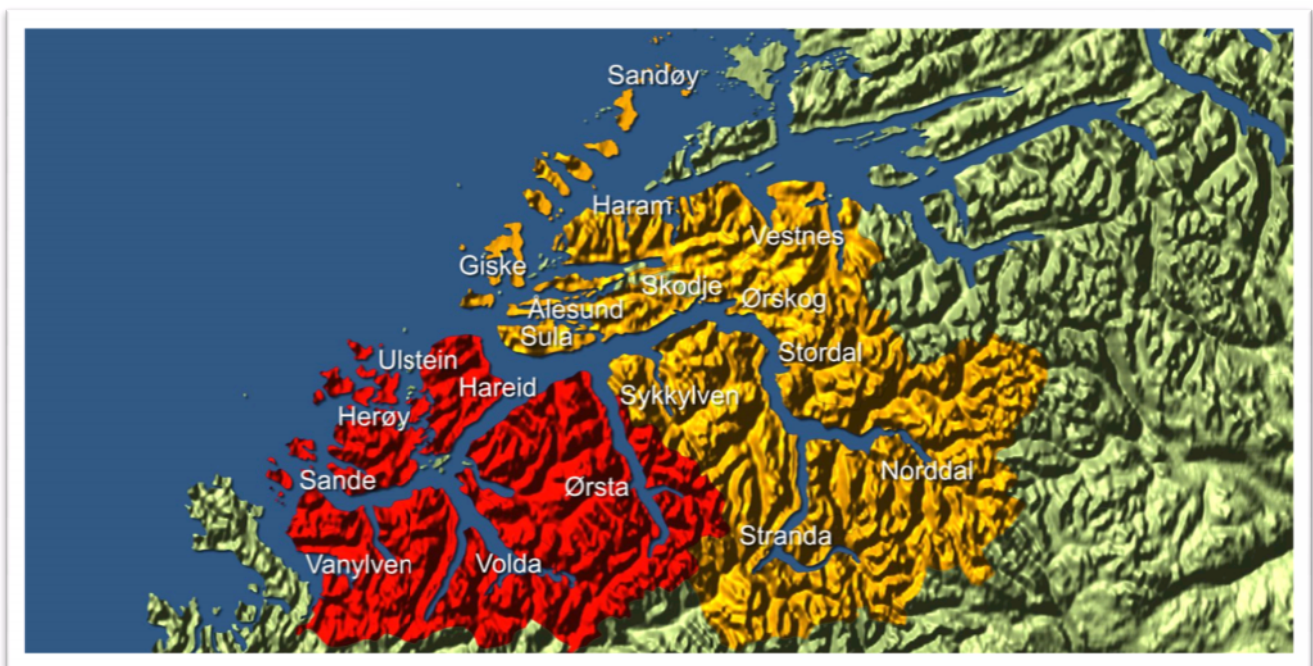 Sandøy
Haram
Vestnes
Giske
Skodje
Ørskog
Ålesund
Sula
Stordal
Ulstein
Hareid
Sykkylven
Herøy
Norddal
Sande
Ørsta
Stranda
Vanylven
Volda